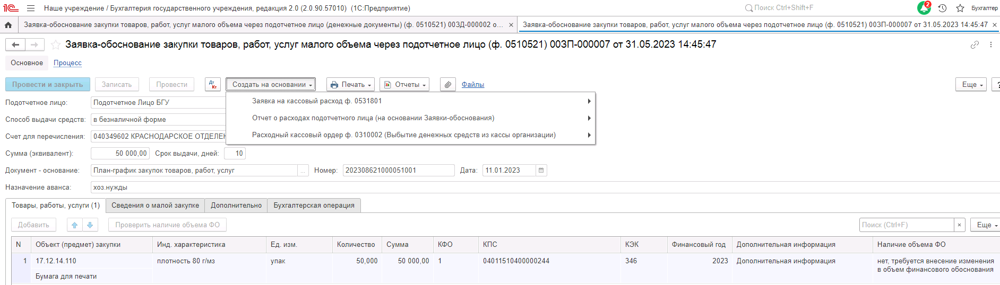 1С Наше учреждение / Бухгалтерия государственного учреждения, редакция 2.0 (2.0.90.57010) (1С:Предприятие) Поиск Ctrl+Shift+F 2 Бухгалтер
Заявка-обоснование закупки товаров, работ, услуг малого объема через подотчетное лицо (денежные документы) (ф. 0510521) 00ЗД-000002 о... × Заявка-обоснование закупки товаров, работ, услуг малого объема через подотчетное лицо (ф. 0510521) 00ЗП-000007 от 31.05.2023 14:45:47 ×
Заявка-обоснование закупки товаров, работ, услуг малого объема через подотчетное лицо (ф. 0510521) 00ЗП-000007 от 31.05.2023 14:45:47
Основное Процесс
Провести и закрыть Записать Провести Дт Кт Создать на основании Печать Отчеты Файлы Еще ?
Подотчетное лицо: Подотчетное Лицо БГУ
Заявка на кассовый расход ф. 0531801
Способ выдачи средств: в безналичной форме
Отчет о расходах подотчетного лица (на основании Заявки-обоснования)
Счет для перечисления: 040349602 КРАСНОДАРСКОЕ ОТДЕЛЕН
Расходный кассовый ордер ф. 0310002 (Выбытие денежных средств из кассы организации)
Сумма (эквивалент): 50 000,00 Срок выдачи, дней: 10
Документ - основание: План-график закупок товаров, работ, услуг ... Номер: 202308621000051001 Дата: 11.01.2023
Назначение аванса: хоз.нужды
Товары, работы, услуги (1) Сведения о малой закупке Дополнительно Бухгалтерская операция
Добавить Проверить наличие объема ФО Поиск (Ctrl+F) × Еще
N Объект (предмет) закупки Инд. характеристика Ед. изм. Количество Сумма КФО КПС КЭК Финансовый год Дополнительная информация Наличие объема ФО
1 17.12.14.110 плотность 80 г/мз упак 50,000 50 000,00 1 04011510400000244 346 2023 Дополнительная информация нет, требуется внесение изменения
в объем финансового обоснования
Бумага для печати